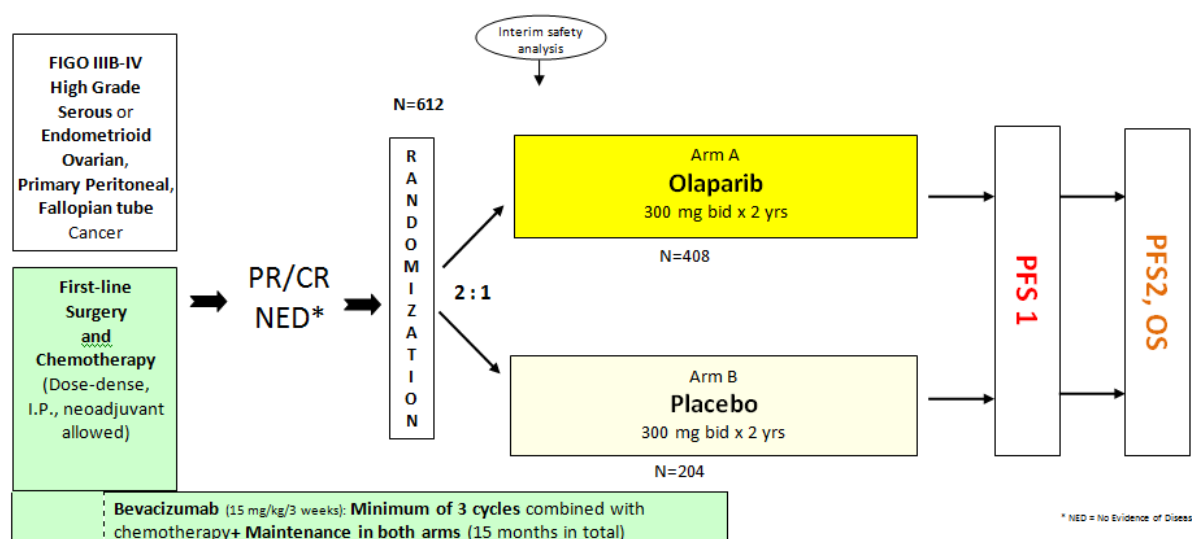 Interim safety
analysis
FIGO IIIB-IV
High Grade
Serous or
Endometrioid
Ovarian,
Primary Peritoneal,
Fallopian tube
Cancer
First-line
Surgery
and
Chemotherapy
(Dose-dense,
I.P., neoadjuvant
allowed)
PR/CR
NED*
N=612
RANDOMIZATION
2 : 1
Arm A
Olaparib
300 mg bid x 2 yrs
N=408
Arm B
Placebo
300 mg bid x 2 yrs
N=204
PFS 1
PFS2, OS
Bevacizumab (15 mg/kg/3 weeks): Minimum of 3 cycles combined with
chemotherapy+ Maintenance in both arms (15 months in total)
* NED = No Evidence of Diseas